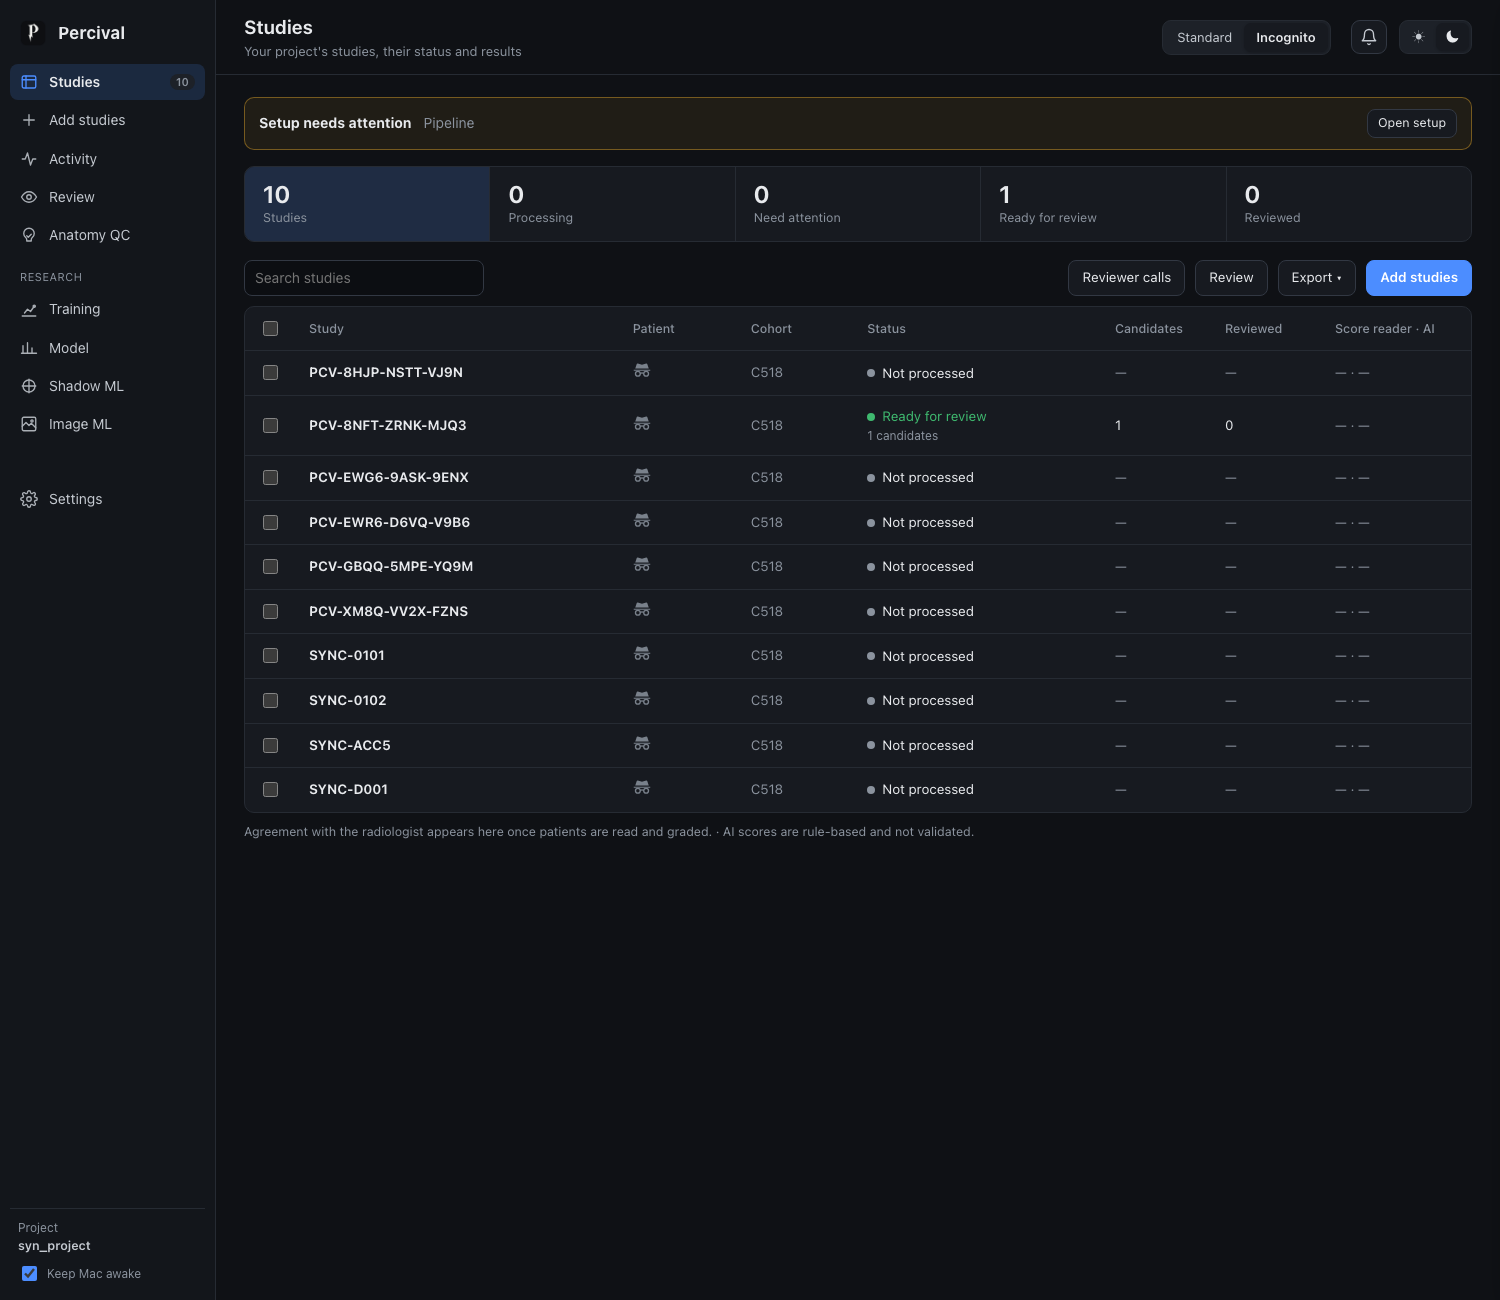 Percival
Studies 10
Add studies
Activity
Review
Anatomy QC
RESEARCH
Training
Model
Shadow ML
Image ML
Settings
Project
syn_project
Keep Mac awake
Studies
Your project's studies, their status and results
Standard Incognito
Setup needs attention Pipeline Open setup
10 0 0 1 0
Studies Processing Need attention Ready for review Reviewed
Search studies Reviewer calls Review Export ▾ Add studies
Study Patient Cohort Status Candidates Reviewed Score reader · AI
PCV-8HJP-NSTT-VJ9N C518 Not processed — — — · —
PCV-8NFT-ZRNK-MJQ3 C518 Ready for review 1 0 — · —
1 candidates
PCV-EWG6-9ASK-9ENX C518 Not processed — — — · —
PCV-EWR6-D6VQ-V9B6 C518 Not processed — — — · —
PCV-GBQQ-5MPE-YQ9M C518 Not processed — — — · —
PCV-XM8Q-VV2X-FZNS C518 Not processed — — — · —
SYNC-0101 C518 Not processed — — — · —
SYNC-0102 C518 Not processed — — — · —
SYNC-ACC5 C518 Not processed — — — · —
SYNC-D001 C518 Not processed — — — · —
Agreement with the radiologist appears here once patients are read and graded. · AI scores are rule-based and not validated.